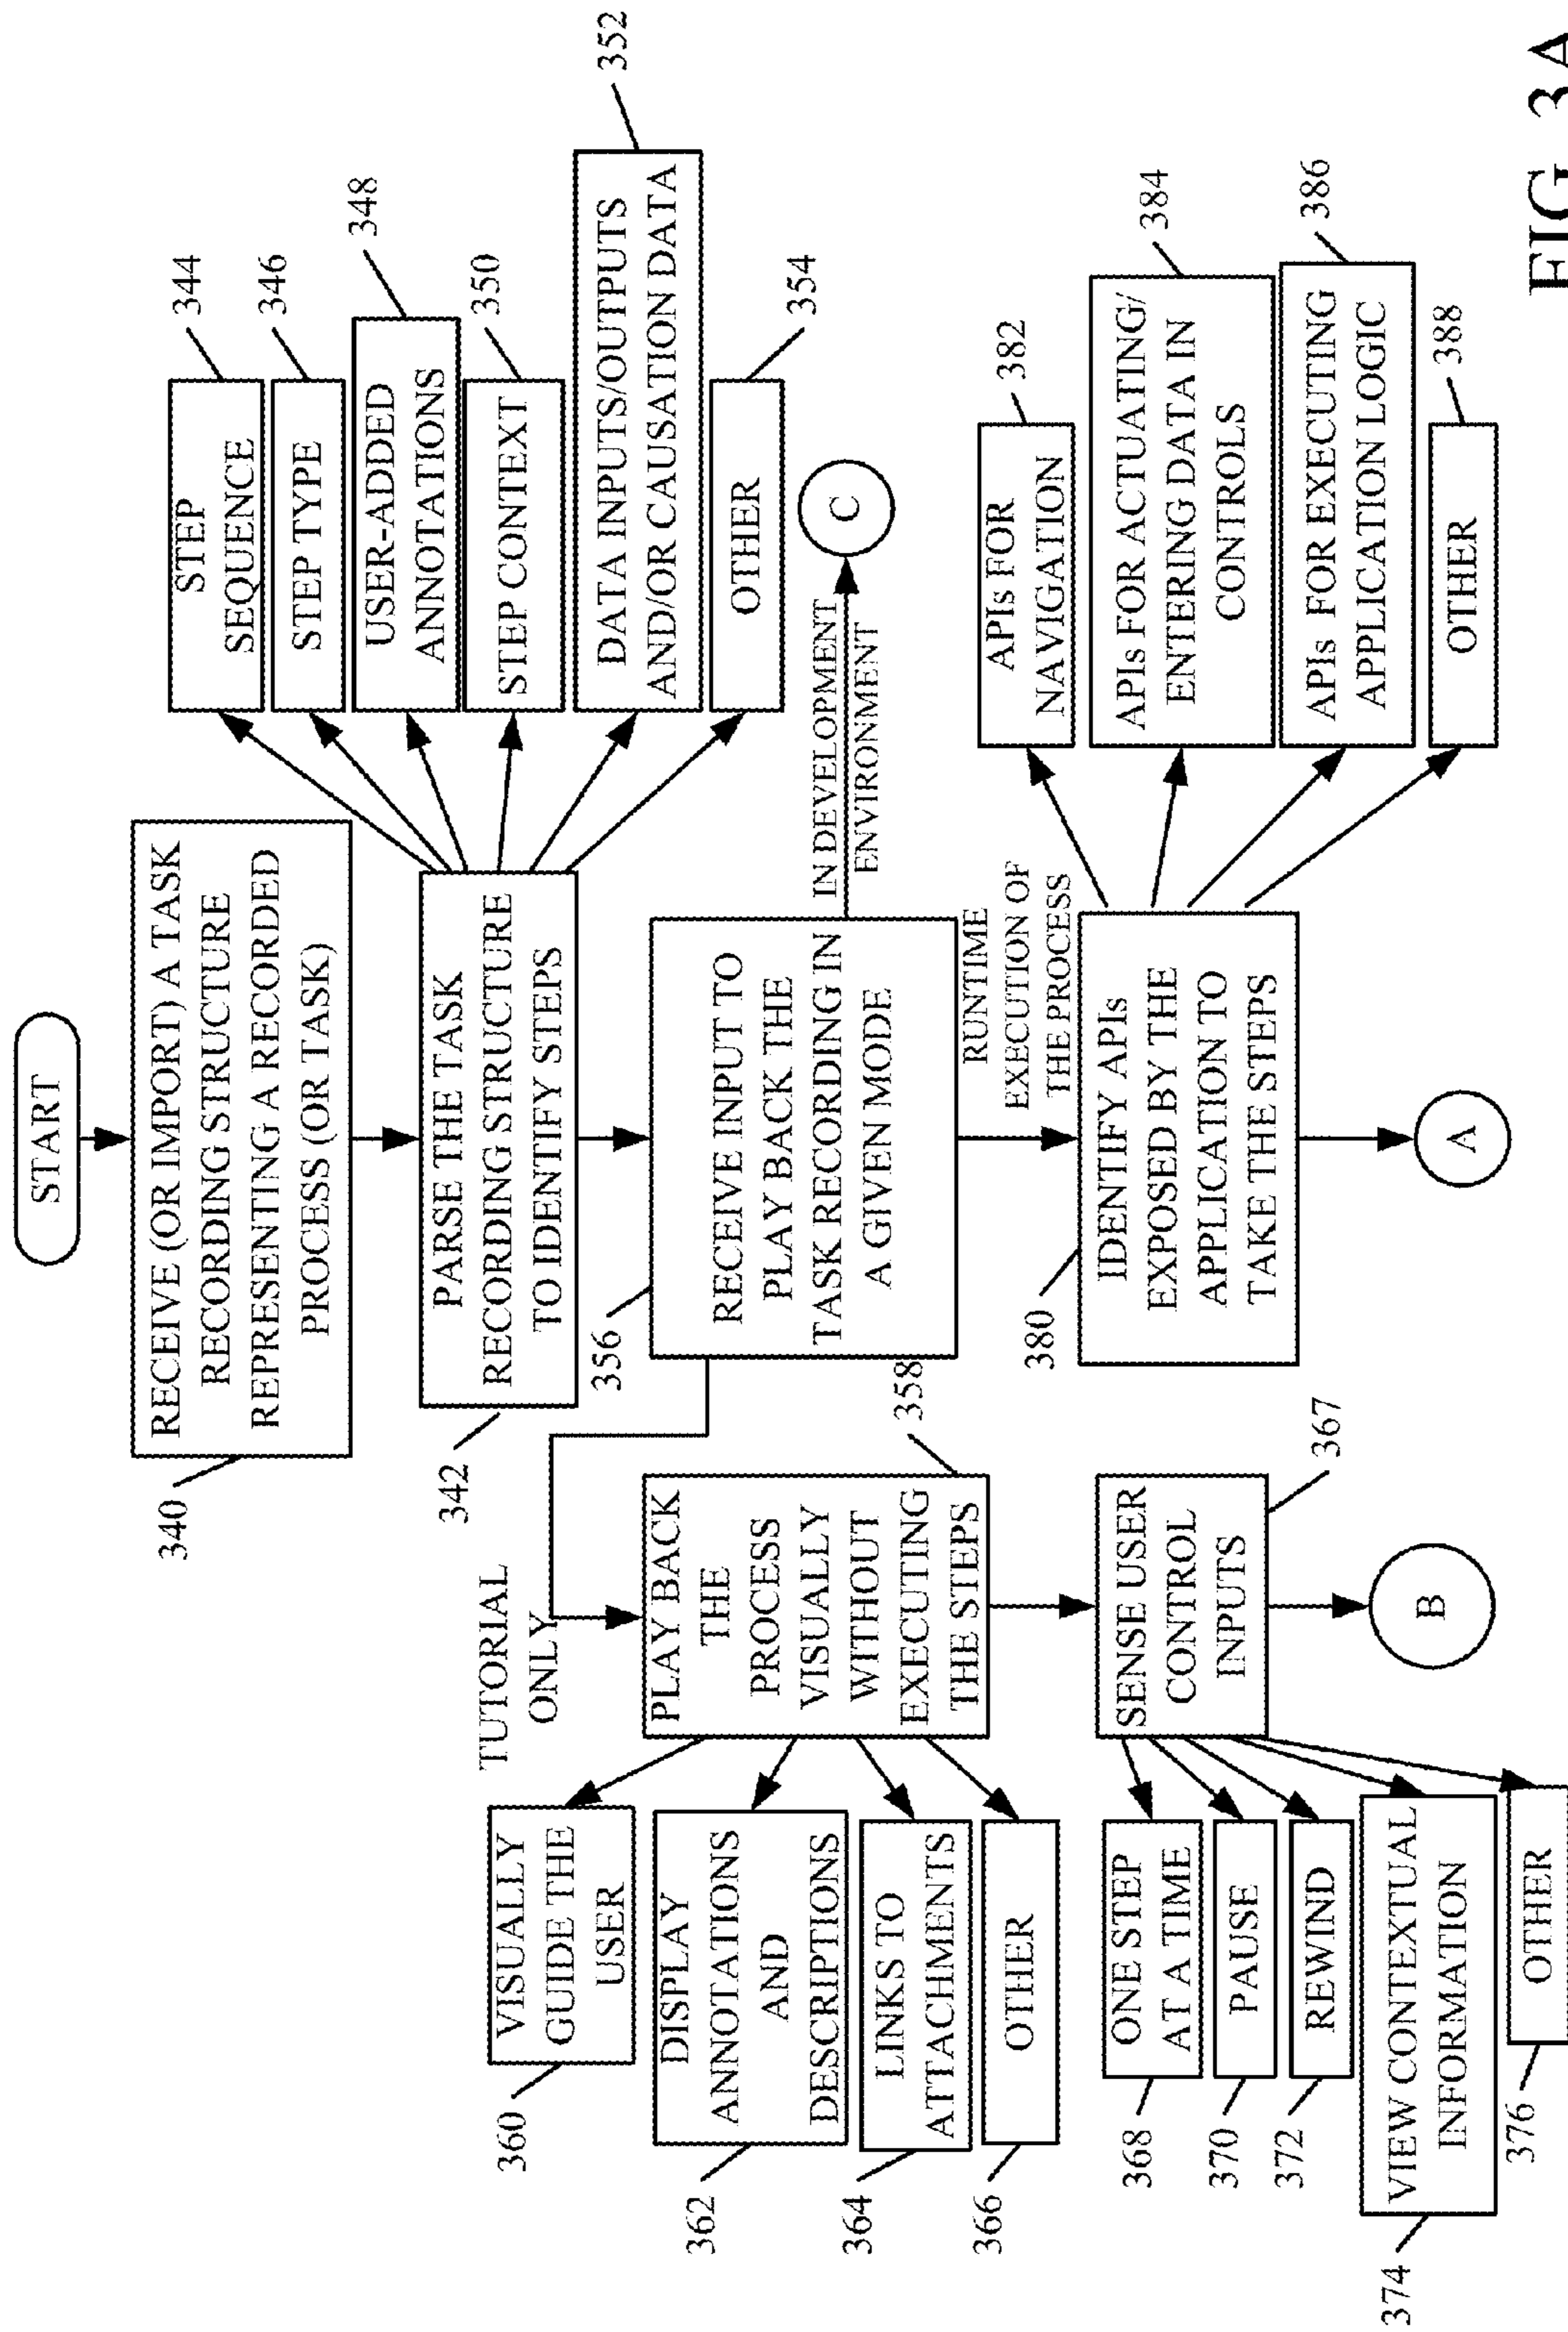 START
340
RECEIVE (OR IMPORT) A TASK
RECORDING STRUCTURE
REPRESENTING A RECORDED
PROCESS (OR TASK)
342
PARSE THE TASK
RECORDING STRUCTURE
TO IDENTIFY STEPS
STEP
SEQUENCE
344
STEP TYPE
346
USER-ADDED
ANNOTATIONS
348
STEP CONTEXT
350
DATA INPUTS/OUTPUTS
AND/OR CAUSATION DATA
352
OTHER
354
356
RECEIVE INPUT TO
PLAY BACK THE
TASK RECORDING IN
A GIVEN MODE
IN DEVELOPMENT
ENVIRONMENT
C
TUTORIAL
ONLY
358
PLAY BACK
THE
PROCESS
VISUALLY
WITHOUT
EXECUTING
THE STEPS
VISUALLY
GUIDE THE
USER
360
DISPLAY
ANNOTATIONS
AND
DESCRIPTIONS
362
LINKS TO
ATTACHMENTS
364
OTHER
366
RUNTIME
EXECUTION OF
THE PROCESS
380
IDENTIFY APIs
EXPOSED BY THE
APPLICATION TO
TAKE THE STEPS
APIs FOR
NAVIGATION
382
APIs FOR ACTUATING/
ENTERING DATA IN
CONTROLS
384
APIs FOR EXECUTING
APPLICATION LOGIC
386
OTHER
388
A
367
SENSE USER
CONTROL
INPUTS
ONE STEP
AT A TIME
368
PAUSE
370
REWIND
372
VIEW CONTEXTUAL
INFORMATION
374
OTHER
376
B
FIG. 3A